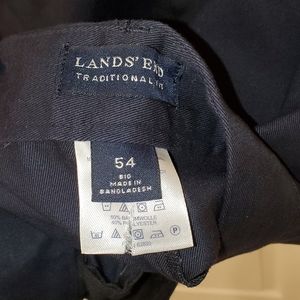 LANDS' END
TRADITIONAL FIT
54
BIG
MADE IN
BANGLADESH
60% BAUMWOLLE
40% POLYESTER